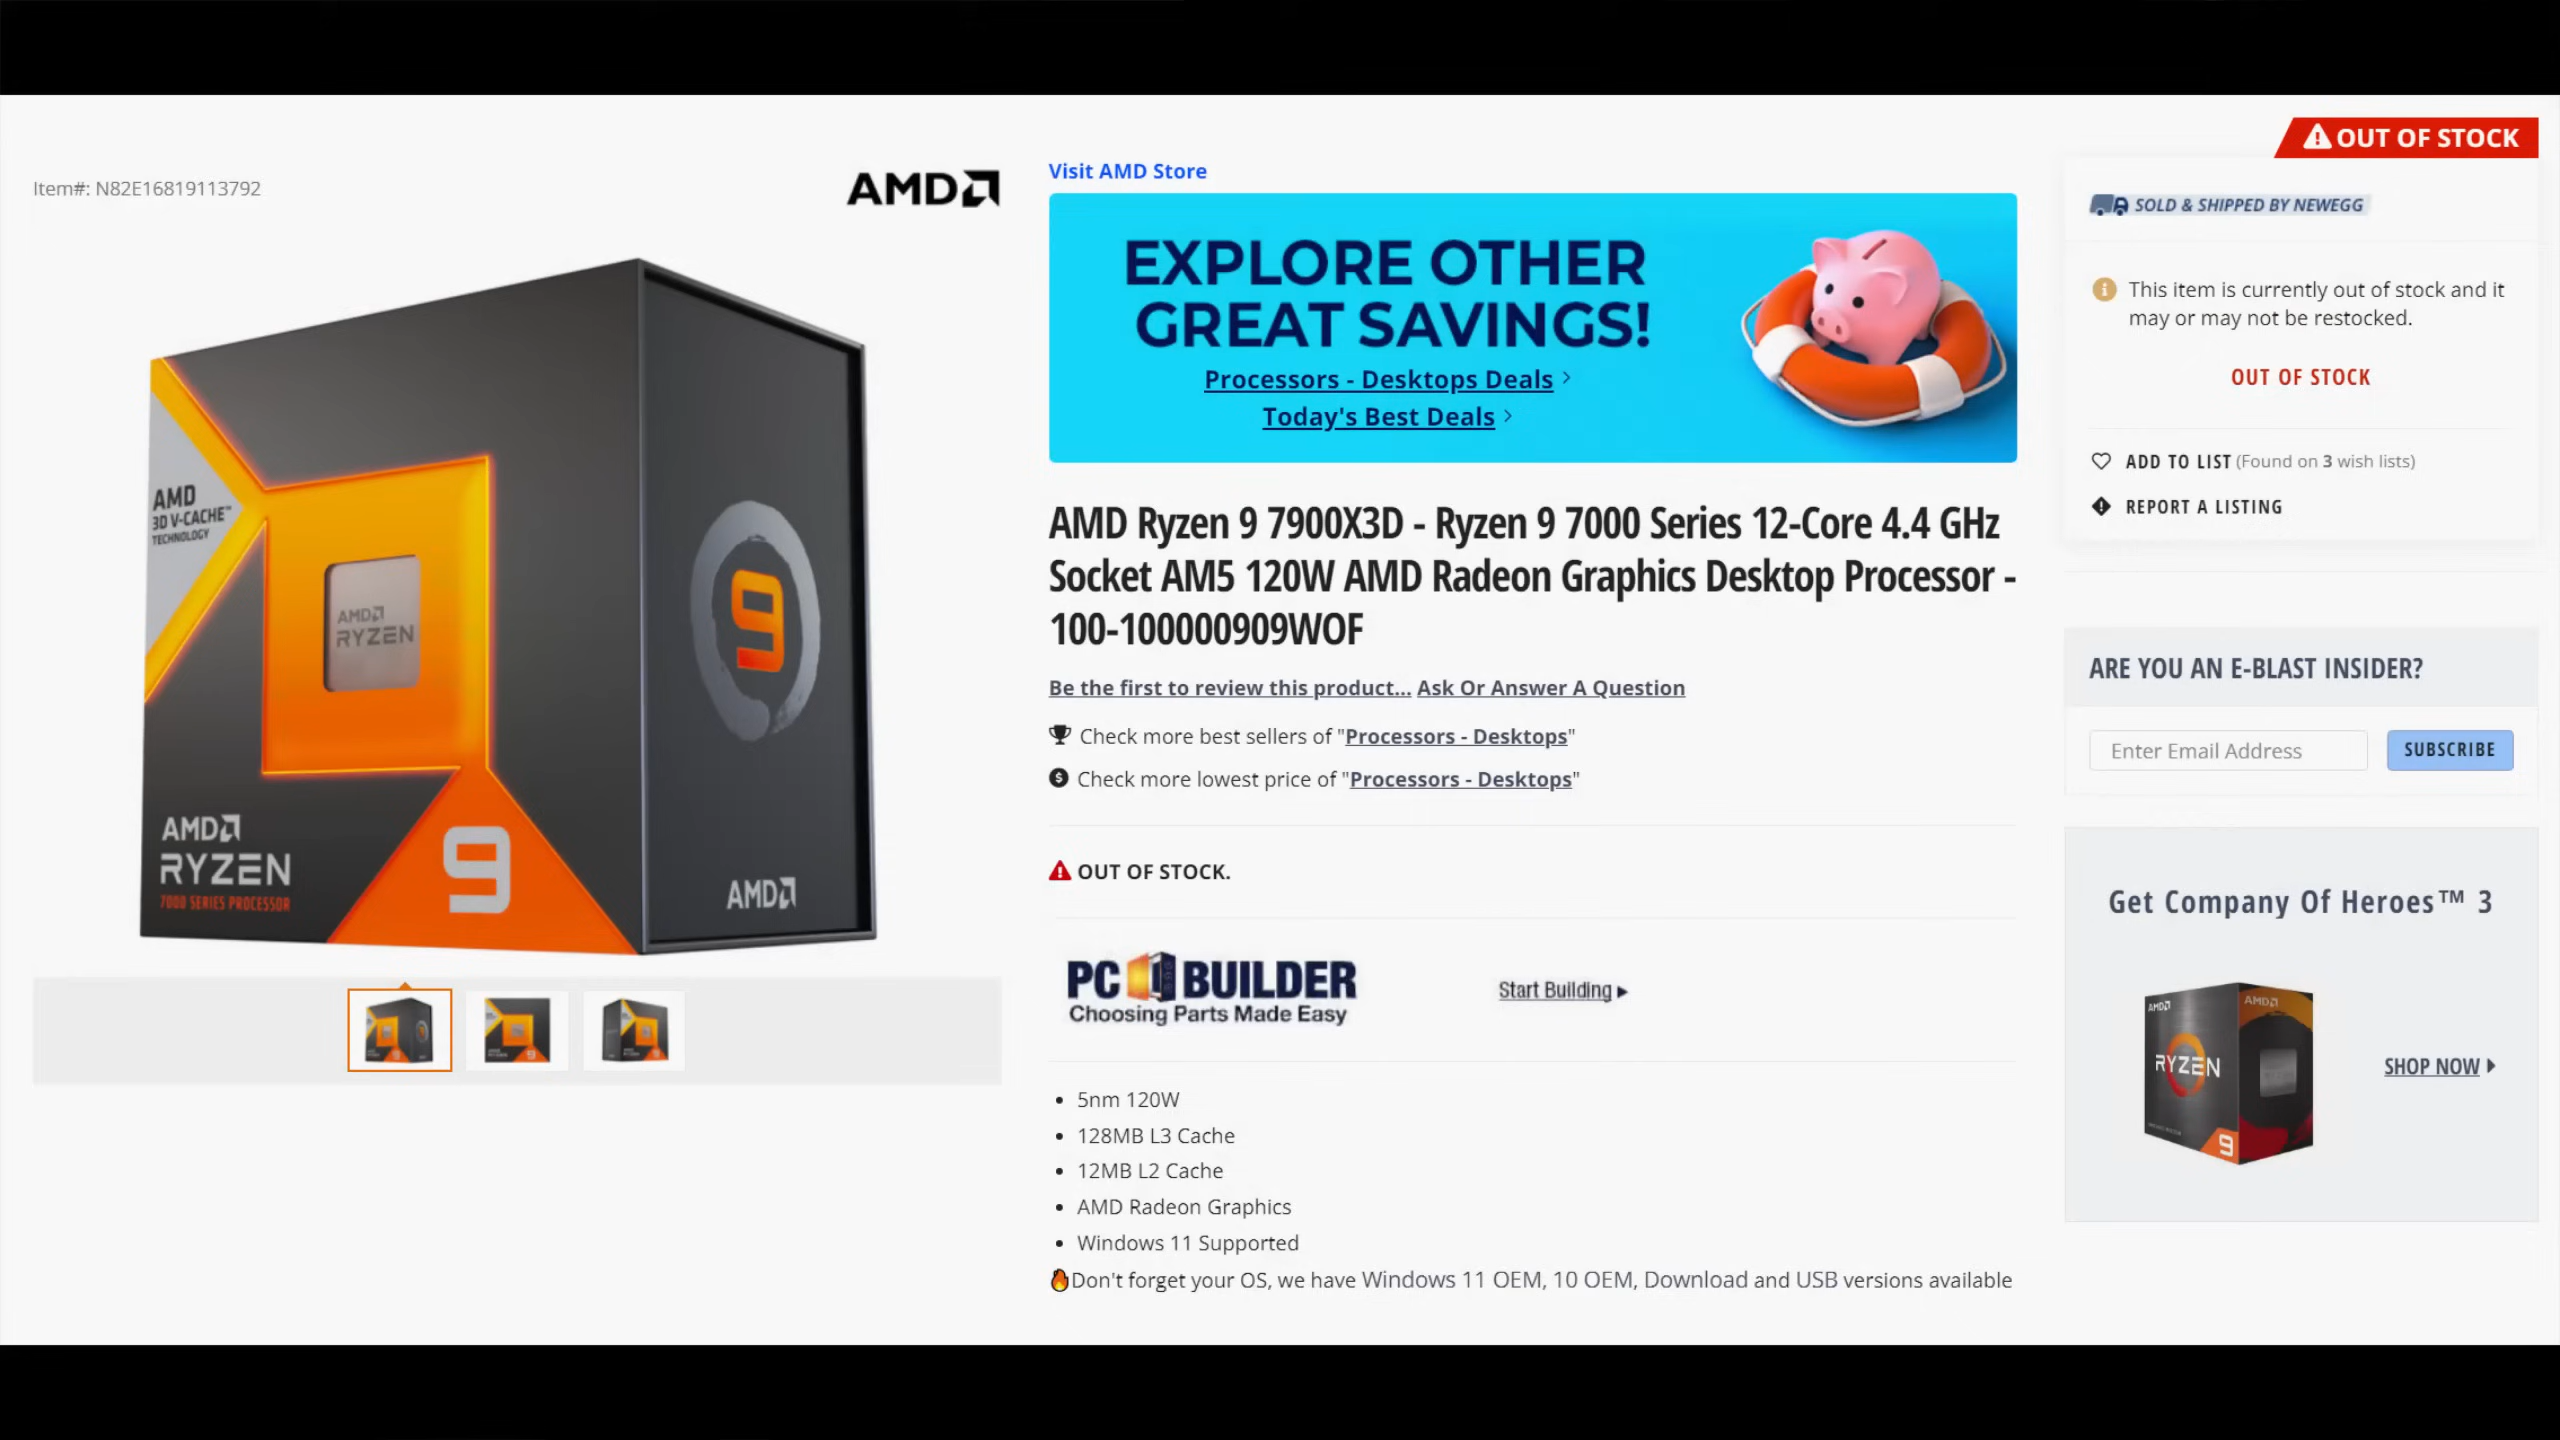 OUT OF STOCK
Item#: N82E16819113792
AMD
Visit AMD Store
SOLD & SHIPPED BY NEWEGG
EXPLORE OTHER
GREAT SAVINGS!
Processors - Desktops Deals
Today's Best Deals
This item is currently out of stock and it
may or may not be restocked.
OUT OF STOCK
ADD TO LIST (Found on 3 wish lists)
REPORT A LISTING
AMD
3D V-CACHE™
TECHNOLOGY
AMD
RYZEN
9
AMD
RYZEN
7000 SERIES PROCESSOR
9
AMD
AMD Ryzen 9 7900X3D - Ryzen 9 7000 Series 12-Core 4.4 GHz
Socket AM5 120W AMD Radeon Graphics Desktop Processor -
100-100000909WOF
Be the first to review this product... Ask Or Answer A Question
Check more best sellers of "Processors - Desktops"
Check more lowest price of "Processors - Desktops"
OUT OF STOCK.
PC BUILDER
Choosing Parts Made Easy
Start Building
5nm 120W
128MB L3 Cache
12MB L2 Cache
AMD Radeon Graphics
Windows 11 Supported
Don't forget your OS, we have Windows 11 OEM, 10 OEM, Download and USB versions available
ARE YOU AN E-BLAST INSIDER?
Enter Email Address
SUBSCRIBE
Get Company Of Heroes™ 3
AMD
AMD
RYZEN
9
SHOP NOW